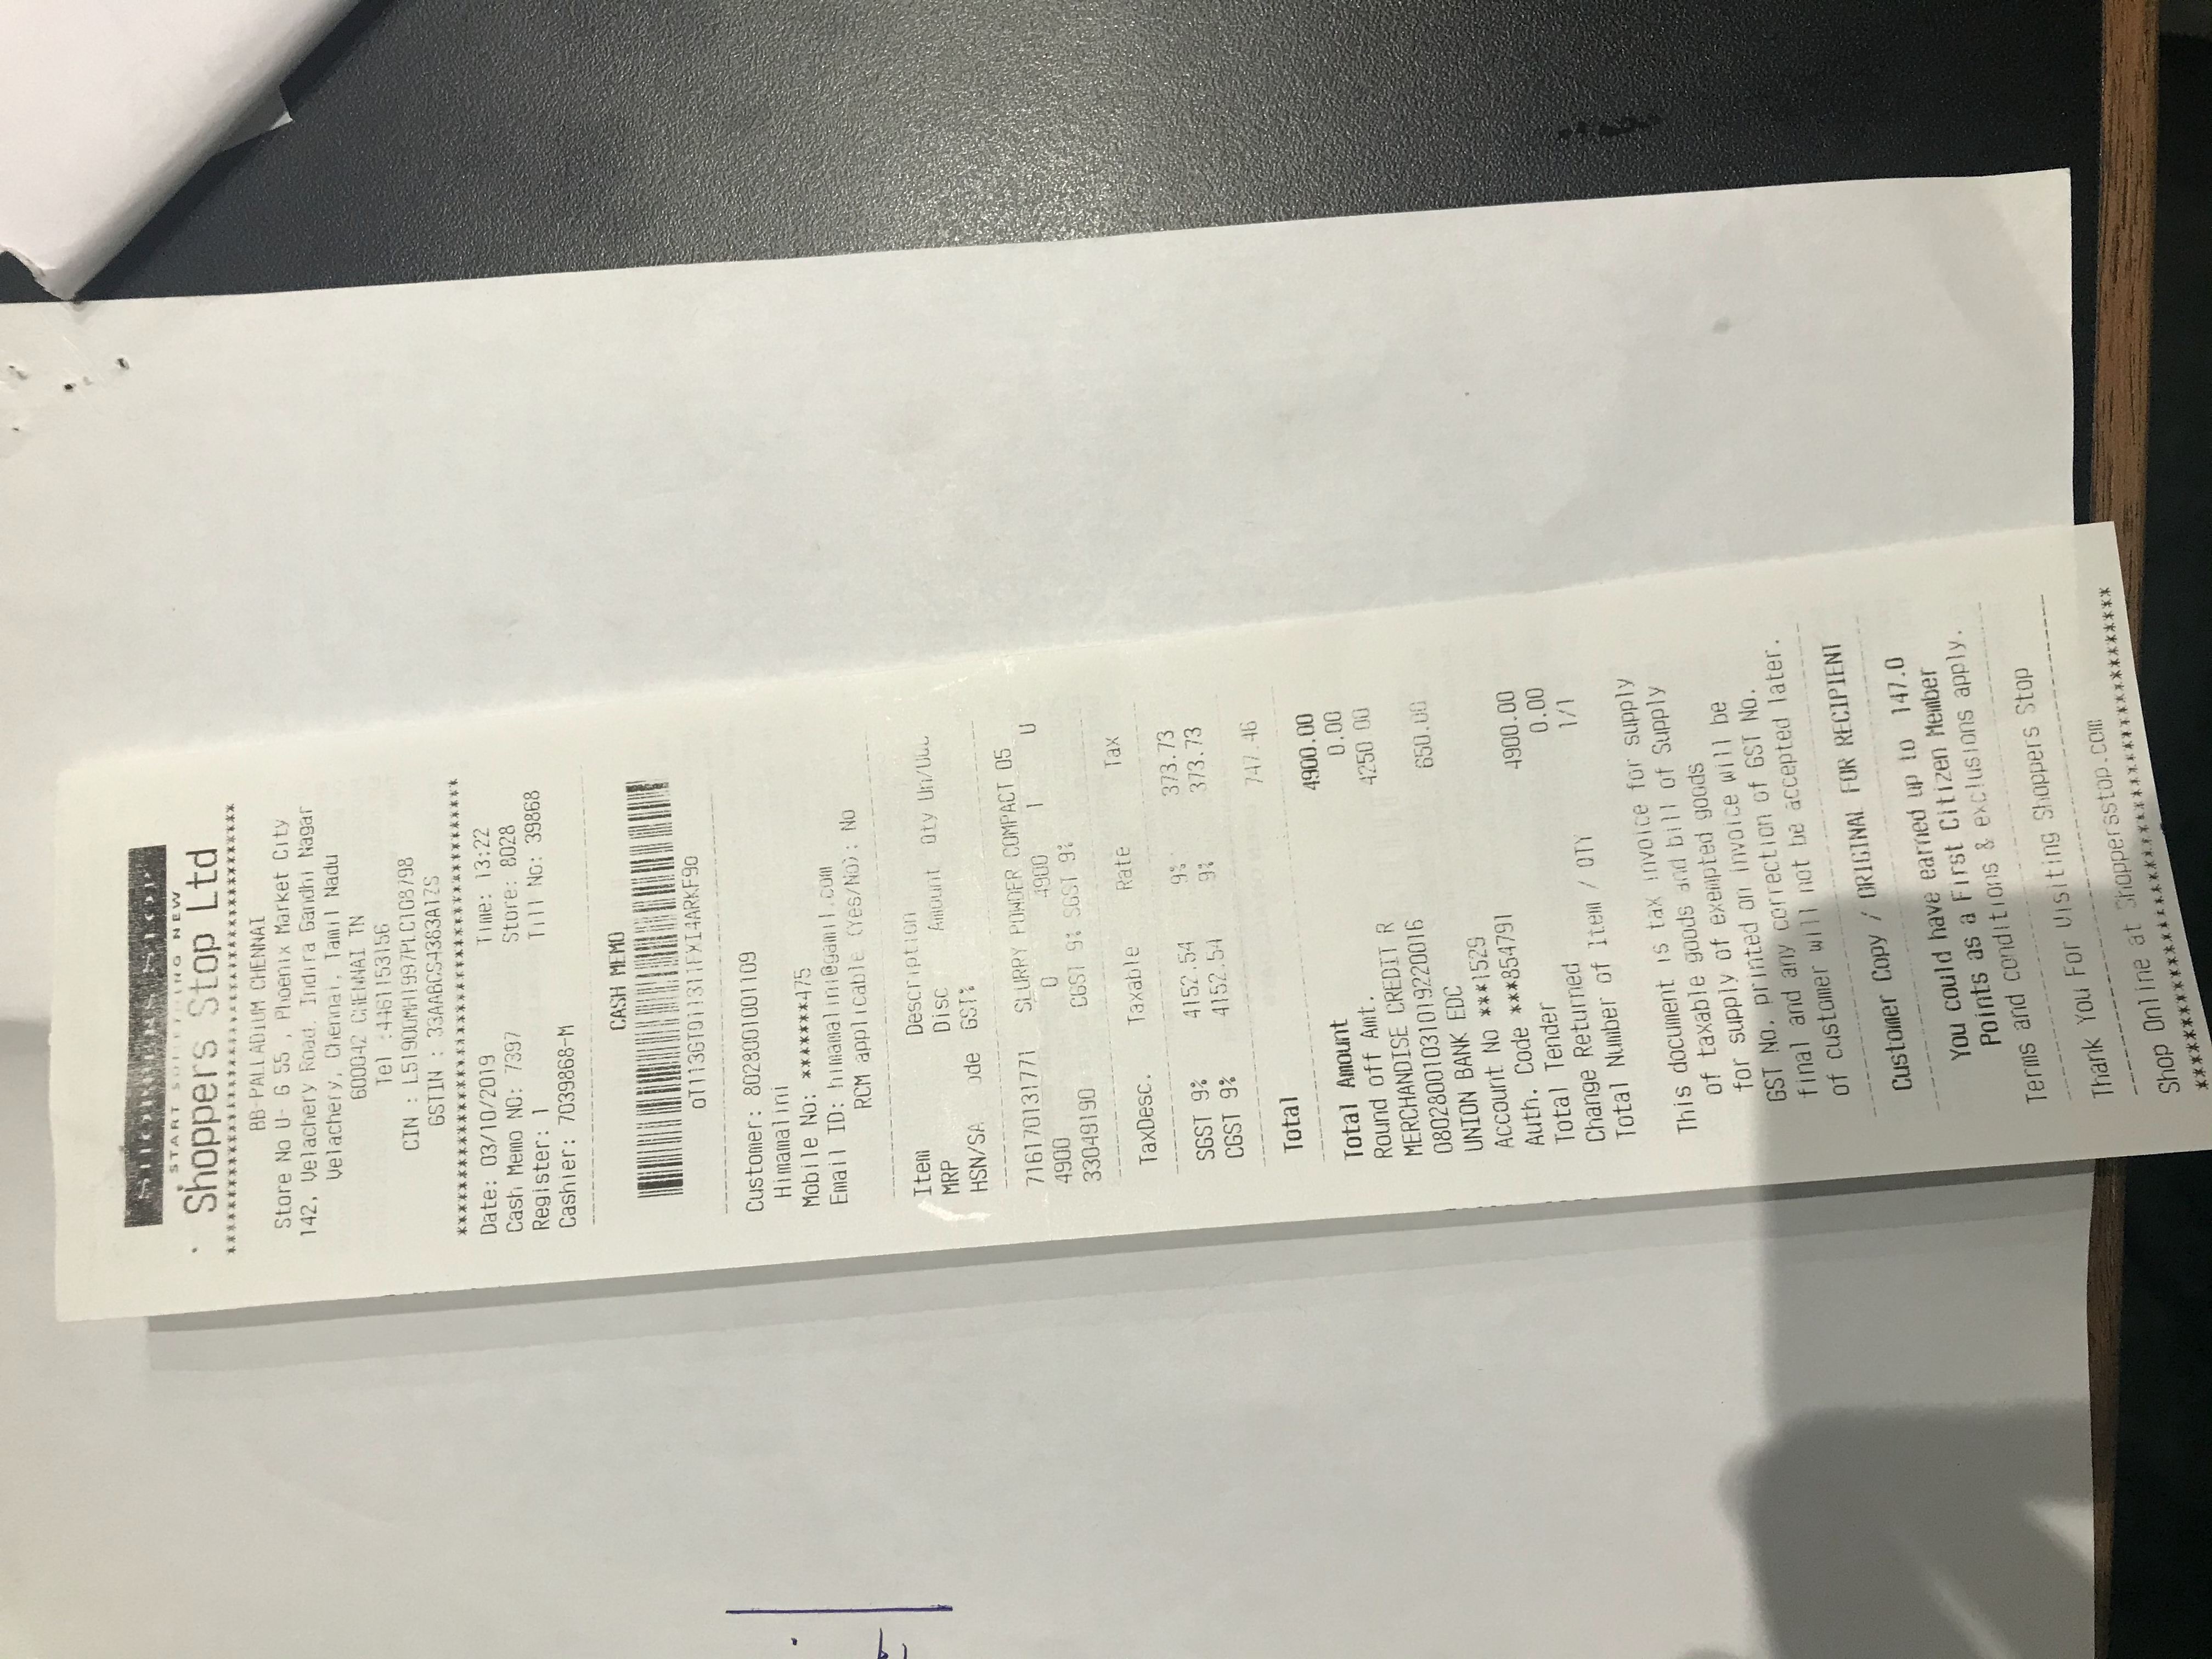 SHOPPERS STOP
START SOMETHING NEW
Shoppers Stop Ltd
****************************************
BB-PALLADIUM CHENNAI
Store No U- G 55 , Phoenix Market City
142, Velachery Road, Indira Gandhi Nagar
Velachery, Chennai, Tamil Nadu
600042 CHENNAI TN
Tel :4461153156
CIN : L51900MH1997PLC108798
GSTIN : 33AABCS4383A1ZS
****************************************
Date: 03/10/2019 Time: 13:22
Cash Memo NO: 7397 Store: 8028
Register: 1 Till No: 39868
Cashier: 7039868-M
CASH MEMO
Customer: 8028001001109
Himamalini
Mobile No: *******475
Email ID: himamalini@gamil.com
RCM applicable (Yes/No): No
Item Description
MRP Disc Amount Qty
HSN/SA ode GST%
716170131771 SLURRY POWDER COMPACT 05
4900 0 4900 1 U
33049190 CGST 9% SGST 9%
TaxDesc. Taxable Rate Tax
SGST 9% 4152.54 9% 373.73
CGST 9% 4152.54 9% 373.73
Total 747.46
Total Amount 4900.00
Round off Amt. 0.00
MERCHANDISE CREDIT R 4250.00
08028001031019220016
UNION BANK EDC 650.00
Account No ***1529
Auth. Code ***854791
Total Tender 4900.00
Change Returned 0.00
Total Number of Item / QTY 1/1
This document is tax invoice for supply
of taxable goods and bill of Supply
for supply of exempted goods
GST No. printed on invoice will be
final and any correction of GST No.
of customer will not be accepted later.
Customer Copy / ORIGINAL FOR RECIPIENT
You could have earned up to 147.0
Points as a First Citizen Member
Terms and conditions & exclusions apply.
Thank You For Visiting Shoppers Stop
Shop Online at Shoppersstop.com
****************************************